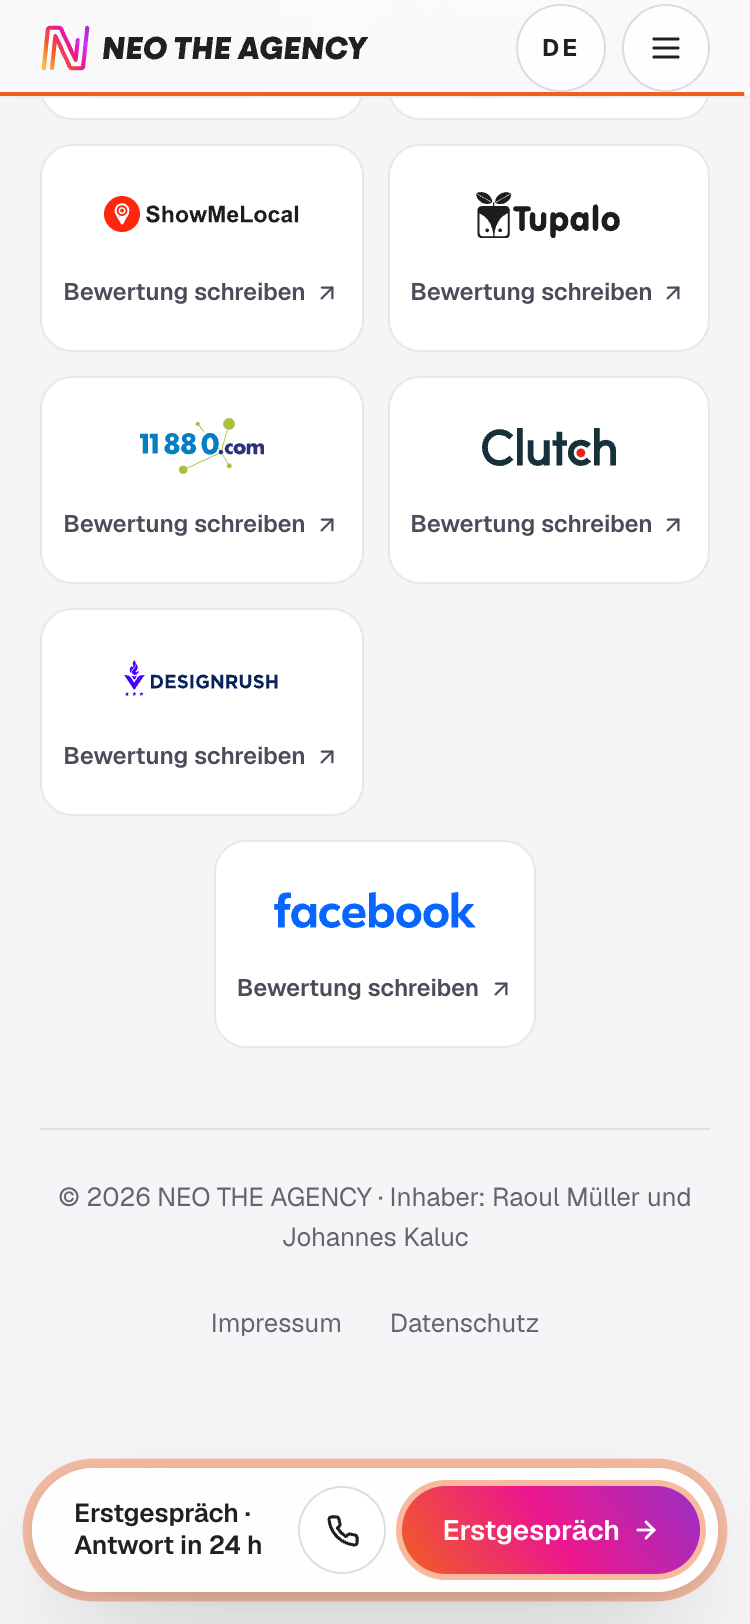 NEO THE AGENCY
DE
ShowMeLocal
Bewertung schreiben
Tupalo
Bewertung schreiben
11880.com
Bewertung schreiben
Clutch
Bewertung schreiben
DESIGNRUSH
Bewertung schreiben
facebook
Bewertung schreiben
© 2026 NEO THE AGENCY · Inhaber: Raoul Müller und
Johannes Kaluc
Impressum Datenschutz
Erstgespräch ·
Antwort in 24 h
Erstgespräch